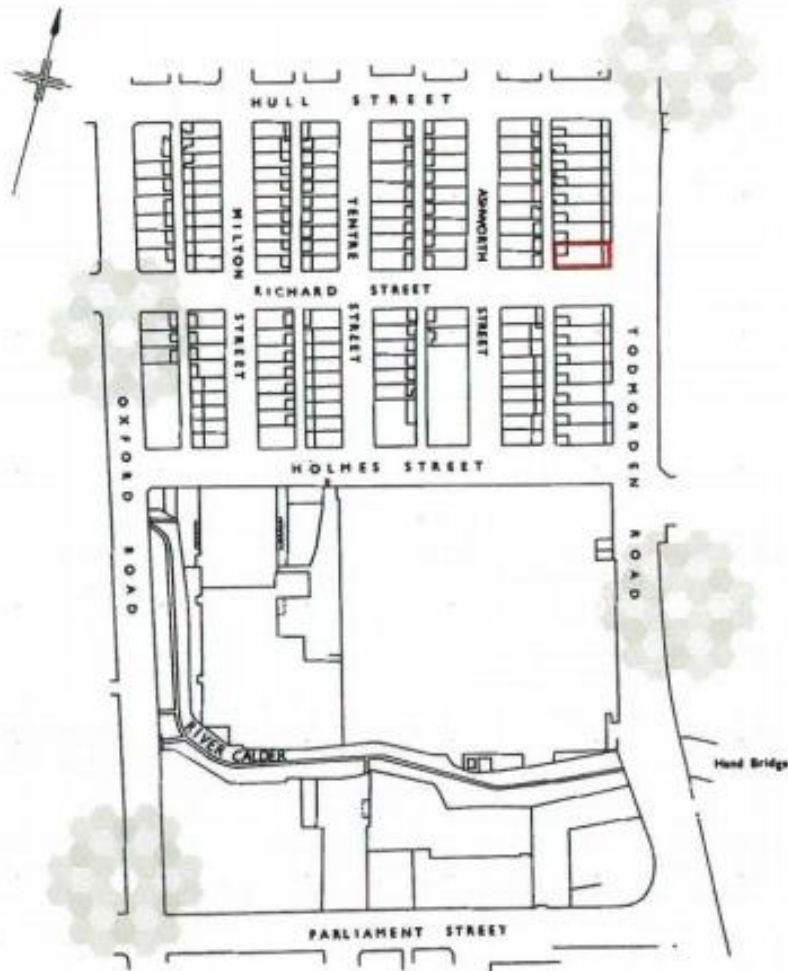 HULL STREET
MILTON
TENTRE
ASHWORTH
RICHARD STREET
STREET
STREET
STREET
OXFORD ROAD
TODMORDEN ROAD
HOLMES STREET
RIVER CALDER
Hand Bridge
PARLIAMENT STREET